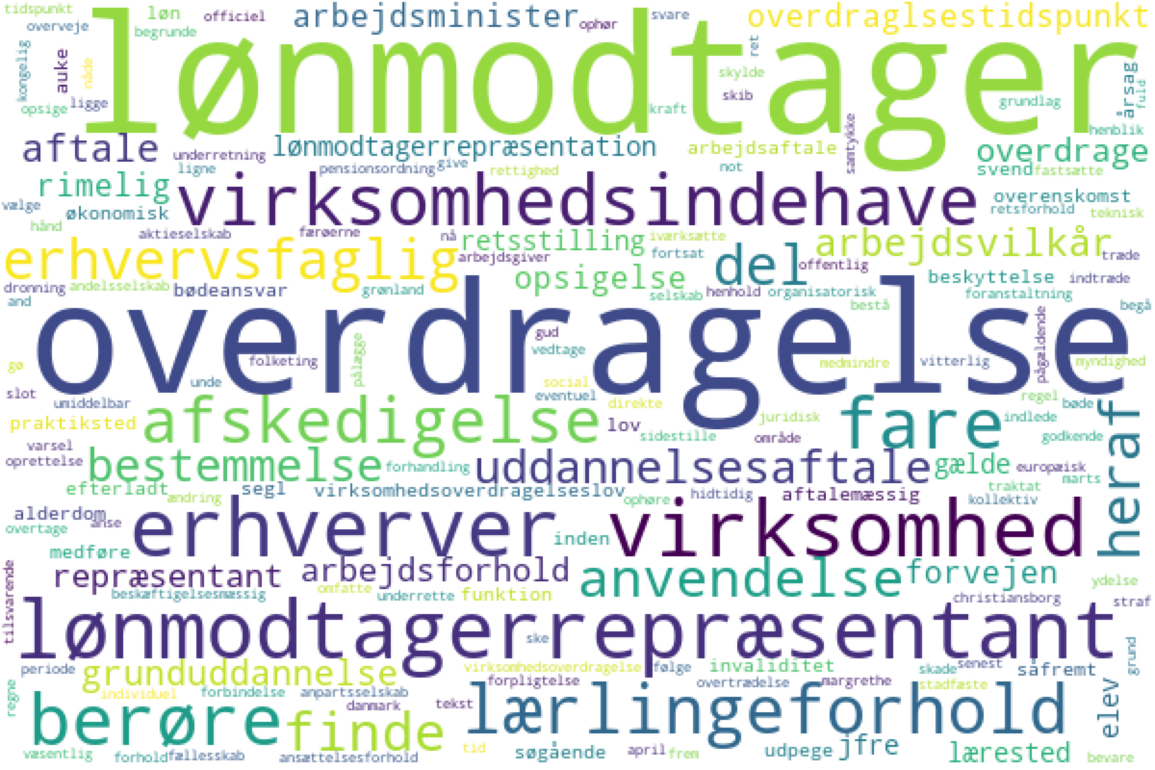 tidspunkt løn officiel arbejdsminister ophør svare overdraglsestidspunkt
overveje begrunde
lønmodtager
kongelig auke nåde ret skylde årsag fuld
opsige ligge kraft skib grundlag
henblik
aftale underretning lønmodtagerrepræsentation arbejdsaftale samtykke overdrage
ligne pensionsordning give rettighed not svend fastsætte
rimelig virksomhedsindehave overenskomst
vælge økonomisk retsforhold teknisk
hånd aktieselskab færøerne nå retsstilling iværksætte arbejdsvilkår
erhvervsfaglig arbejdsgiver fortsat del offentlig træde
dronning andelsselskab bødeansvar grønland opsigelse selskab henhold organisatorisk beskyttelse indtræde
and bestå foranstaltning begå
overdragelse
gø folketing pålægge gud vedtage medmindre vitterlig pågældende myndighed
slot unde social
umiddelbar eventuel regel bøde
praktiksted afskedigelse lov direkte juridisk fare indlede
varsel sidestille område godkende
oprettelse bestemmelse forhandling uddannelsesaftale gælde europæisk heraf
efterladt segl virksomhedsoverdragelseslov hidtidig aftalemæssig traktat marts
ændring ophøre kollektiv
alderdom anse erhverver virksomhed
overtage
medføre inden
repræsentant arbejdsforhold anvendelse forvejen ydelse
tilsvarende beskæftigelsesmæssig omfatte underrette funktion christiansborg straf
lønmodtagerrepræsentant
ske
periode grunduddannelse virksomhedsoverdragelse følge invaliditet skade senest såfremt grund
regne individuel forbindelse anpartsselskab forpligtelse overtrædelse margrethe stadfæste
berøre danmark finde tekst lærlingeforhold elev
væsentlig forhold fællesskab ansættelsesforhold tid søgående april frem udpege jfre lærested bevare